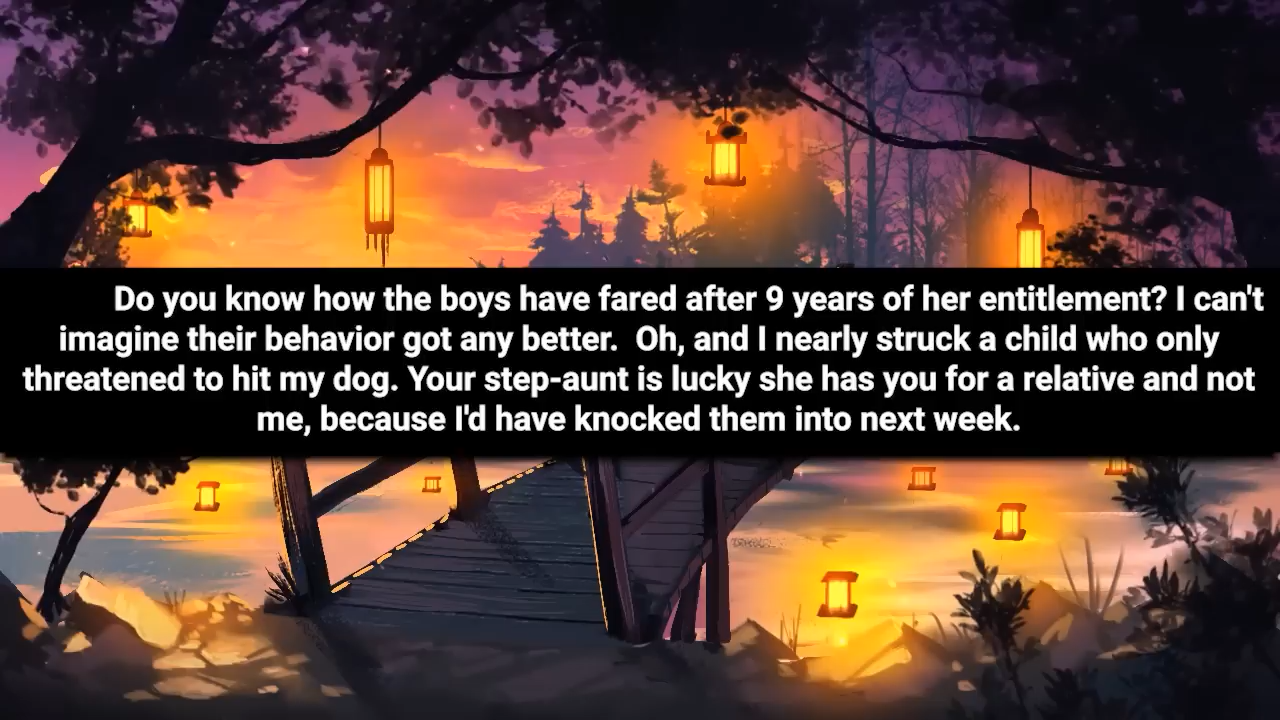 Do you know how the boys have fared after 9 years of her entitlement? I can't
imagine their behavior got any better.  Oh, and I nearly struck a child who only
threatened to hit my dog. Your step-aunt is lucky she has you for a relative and not
me, because I'd have knocked them into next week.